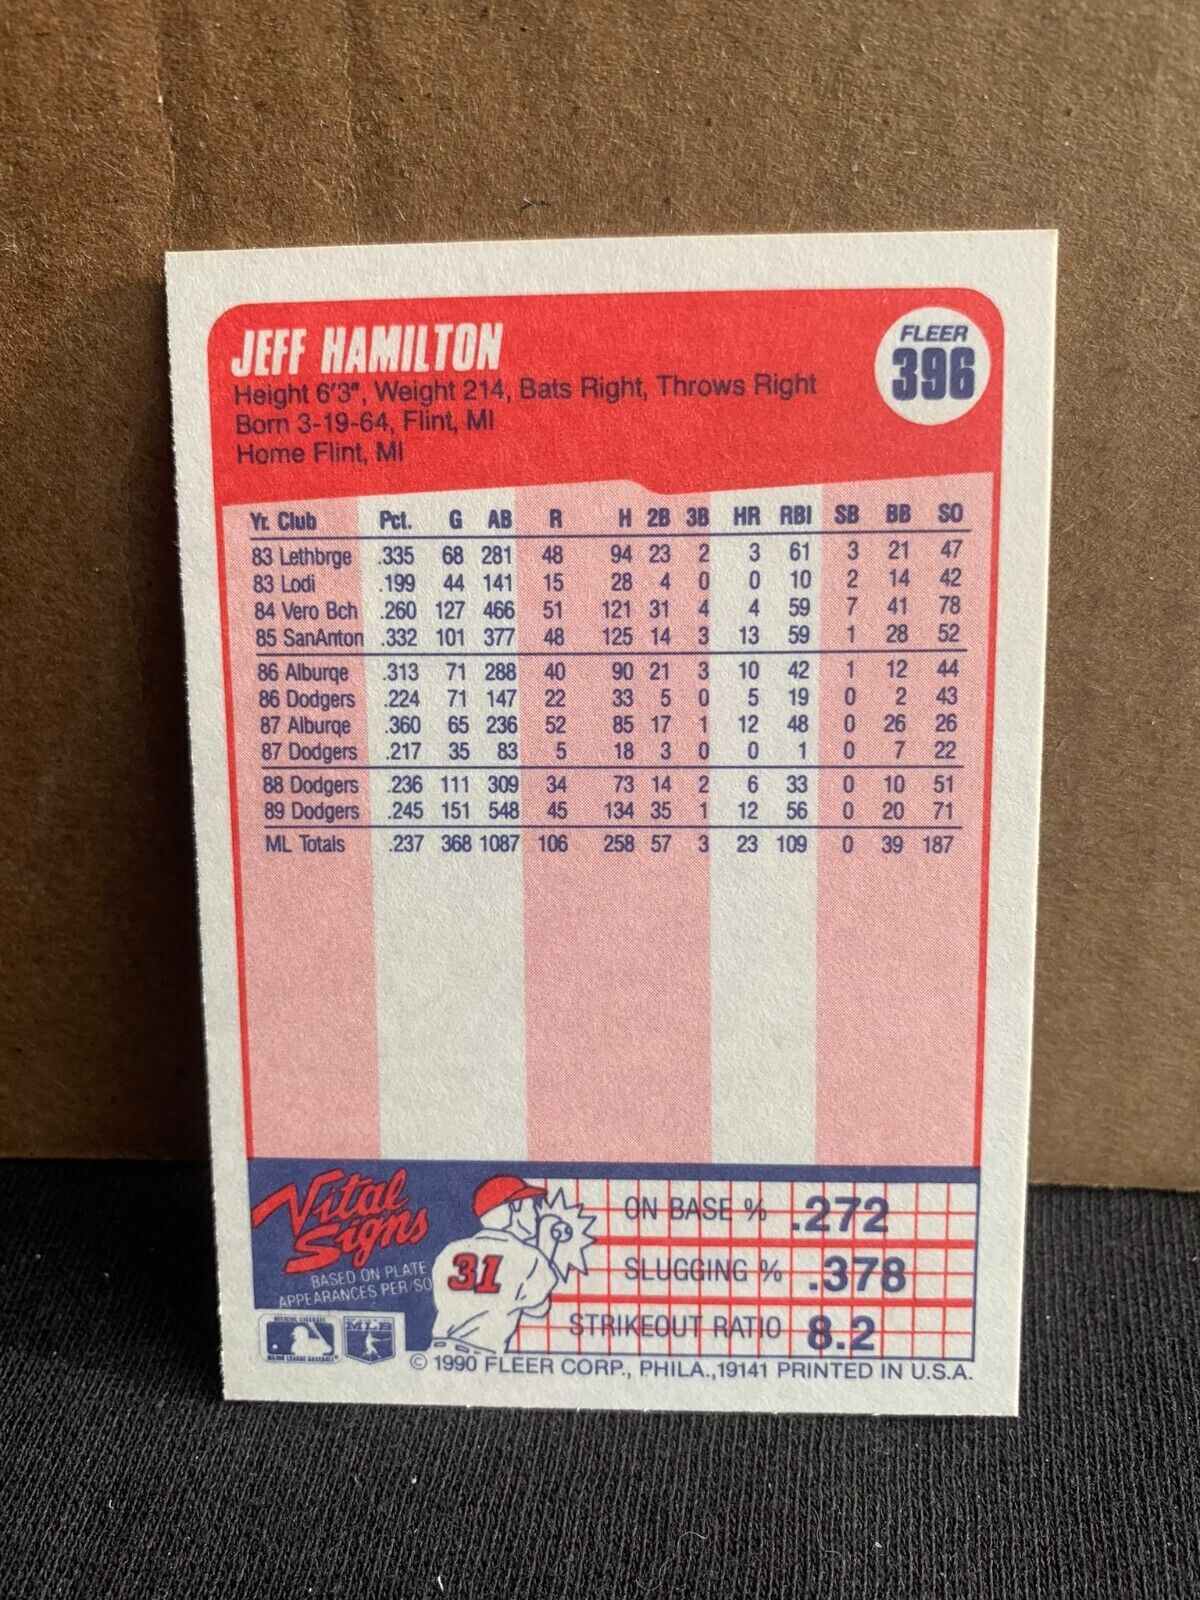 JEFF HAMILTON
FLEER
396
Height 6'3", Weight 214, Bats Right, Throws Right
Born 3-19-64, Flint, MI
Home Flint, MI
Yr. Club Pct. G AB R H 2B 3B HR RBI SB BB SO
83 Lethbrge .335 68 281 48 94 23 2 3 61 3 21 47
83 Lodi .199 44 141 15 28 4 0 0 10 2 14 42
84 Vero Bch .260 127 466 51 121 31 4 4 59 7 41 78
85 SanAnton .332 101 377 48 125 14 3 13 59 1 28 52
86 Alburqe .313 71 288 40 90 21 3 10 42 1 12 44
86 Dodgers .224 71 147 22 33 5 0 5 19 0 2 43
87 Alburqe .360 65 236 52 85 17 1 12 48 0 26 26
87 Dodgers .217 35 83 5 18 3 0 0 1 0 7 22
88 Dodgers .236 111 309 34 73 14 2 6 33 0 10 51
89 Dodgers .245 151 548 45 134 35 1 12 56 0 20 71
ML Totals .237 368 1087 106 258 57 3 23 109 0 39 187
Vital
Signs
BASED ON PLATE
APPEARANCES PER SO
31
ON BASE % .272
SLUGGING % .378
STRIKEOUT RATIO 8.2
OFFICIAL LICENSEE
MAJOR LEAGUE BASEBALL
MLB
© 1990 FLEER CORP., PHILA.,19141 PRINTED IN U.S.A.